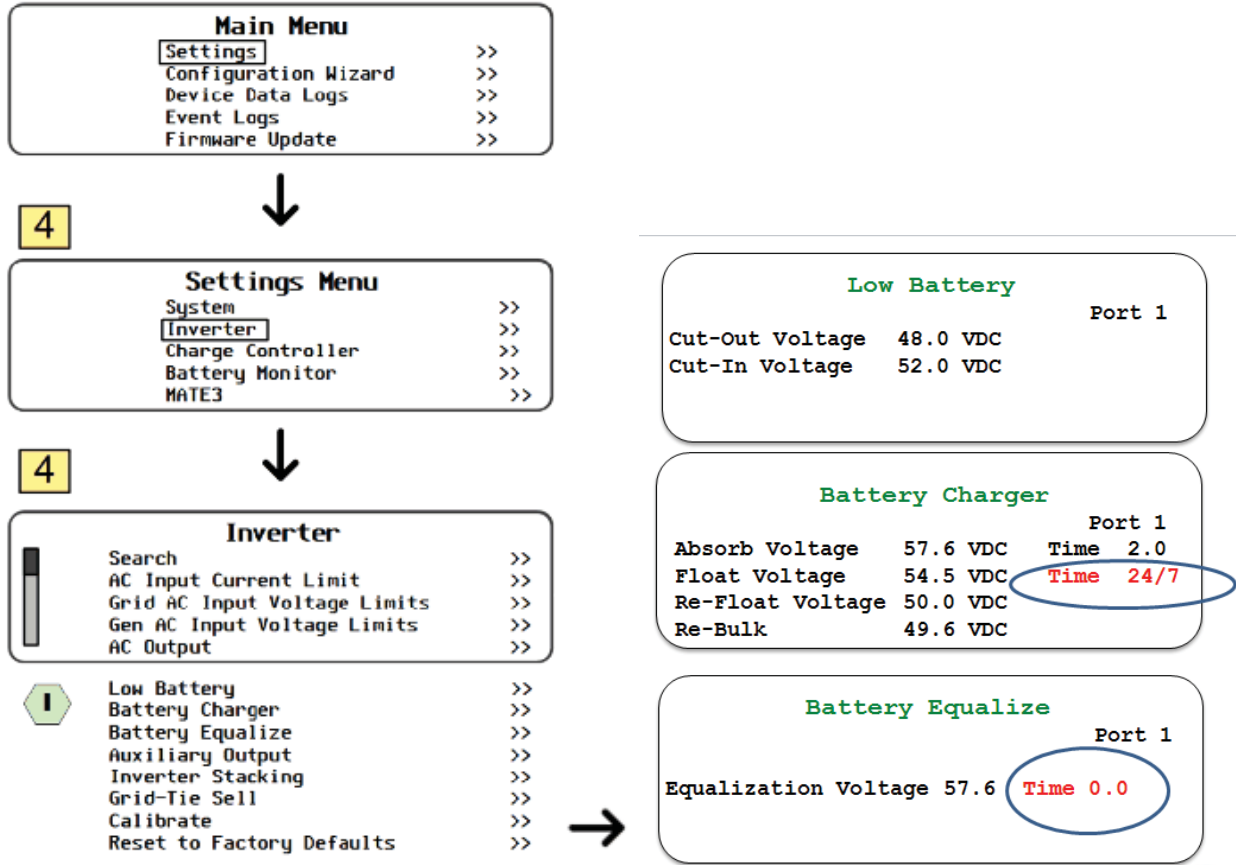 Main Menu
Settings >>
Configuration Wizard >>
Device Data Logs >>
Event Logs >>
Firmware Update >>
4
Settings Menu
System >>
Inverter >>
Charge Controller >>
Battery Monitor >>
MATE3 >>
4
Inverter
Search >>
AC Input Current Limit >>
Grid AC Input Voltage Limits >>
Gen AC Input Voltage Limits >>
AC Output >>
I
Low Battery >>
Battery Charger >>
Battery Equalize >>
Auxiliary Output >>
Inverter Stacking >>
Grid-Tie Sell >>
Calibrate >>
Reset to Factory Defaults >>
Low Battery
Port 1
Cut-Out Voltage 48.0 VDC
Cut-In Voltage 52.0 VDC
Battery Charger
Port 1
Absorb Voltage 57.6 VDC Time 2.0
Float Voltage 54.5 VDC Time 24/7
Re-Float Voltage 50.0 VDC
Re-Bulk 49.6 VDC
Battery Equalize
Port 1
Equalization Voltage 57.6 Time 0.0